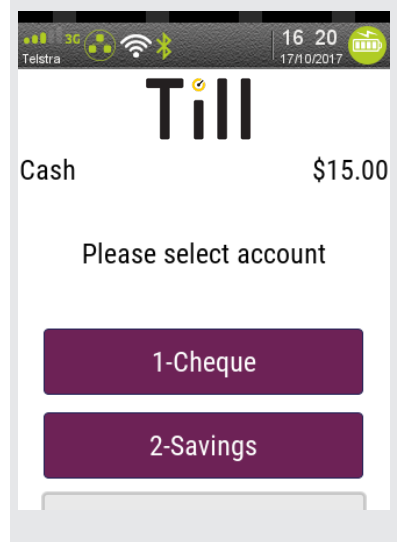 3G 16 20
Telstra 17/10/2017
Till
Cash $15.00
Please select account
1-Cheque
2-Savings